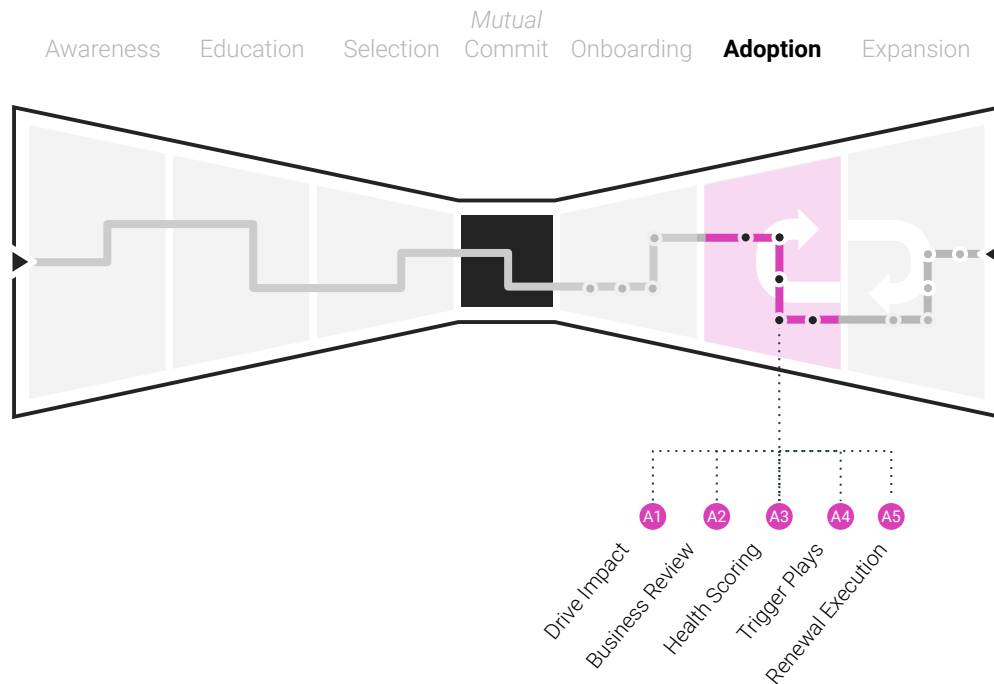 Mutual
Awareness Education Selection Commit Onboarding Adoption Expansion
A1 A2 A3 A4 A5
Drive Impact
Business Review
Health Scoring
Trigger Plays
Renewal Execution